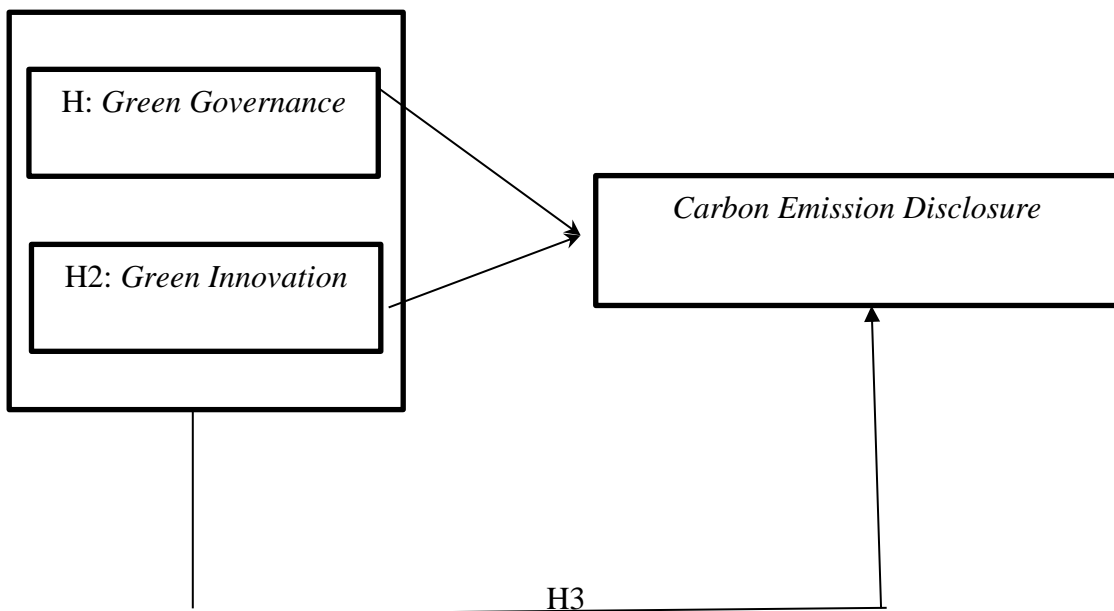 H: Green Governance
Carbon Emission Disclosure
H2: Green Innovation
H3